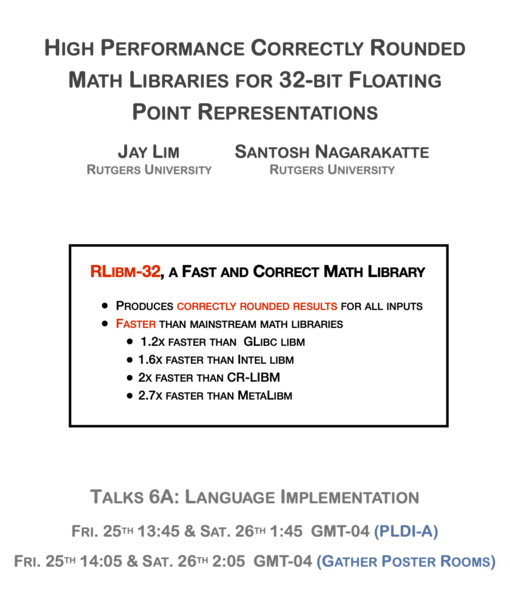 High Performance Correctly Rounded
Math Libraries for 32-bit Floating
Point Representations
Jay Lim Santosh Nagarakatte
Rutgers University Rutgers University
RLibm-32, a Fast and Correct Math Library
• Produces correctly rounded results for all inputs
• Faster than mainstream math libraries
• 1.2x faster than GLibc libm
• 1.6x faster than Intel libm
• 2x faster than CR-LIBM
• 2.7x faster than MetaLibm
Talks 6A: Language Implementation
Fri. 25th 13:45 & Sat. 26th 1:45 GMT-04 (PLDI-A)
Fri. 25th 14:05 & Sat. 26th 2:05 GMT-04 (Gather Poster Rooms)